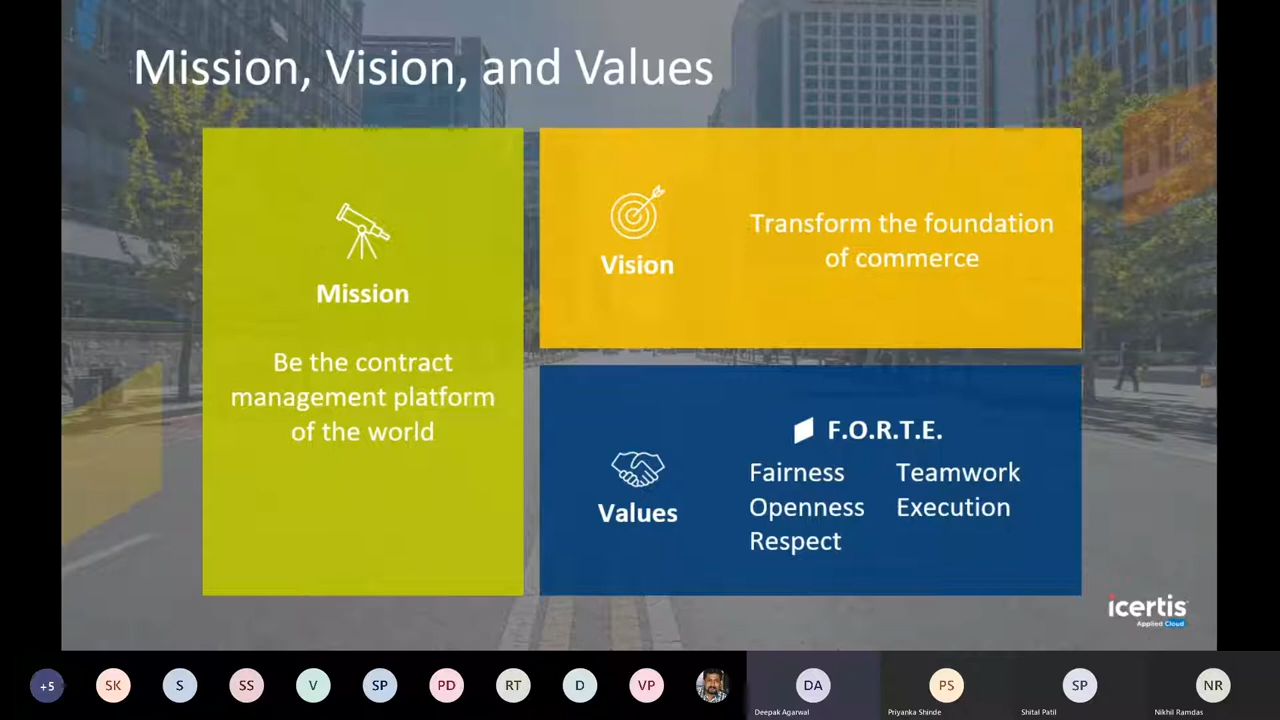 Mission, Vision, and Values
Mission
Be the contract
management platform
of the world
Vision
Transform the foundation
of commerce
Values
F.O.R.T.E.
Fairness Teamwork
Openness Execution
Respect
icertis
Applied Cloud
+5 SK S SS V SP PD RT D VP DA PS SP NR
Deepak Agarwal Priyanka Shinde Shital Patil Nikhil Ramdas